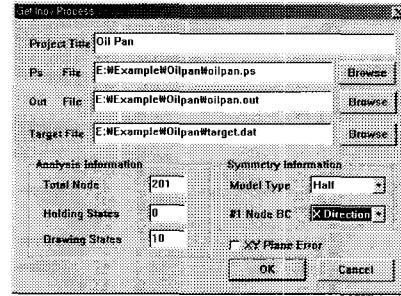 Get Inov Process
Project Title Oil Pan
Ps File E:₩Example₩Oilpan₩oilpan.ps Browse
Out File E:₩Example₩Oilpan₩oilpan.out Browse
Target File E:₩Example₩Oilpan₩target.dat Browse
Analysis Information Symmetry Information
Total Node 201 Model Type Half
Holding States 0 #1 Node BC X Direction
Drawing States 10
XY Plane Error
OK Cancel